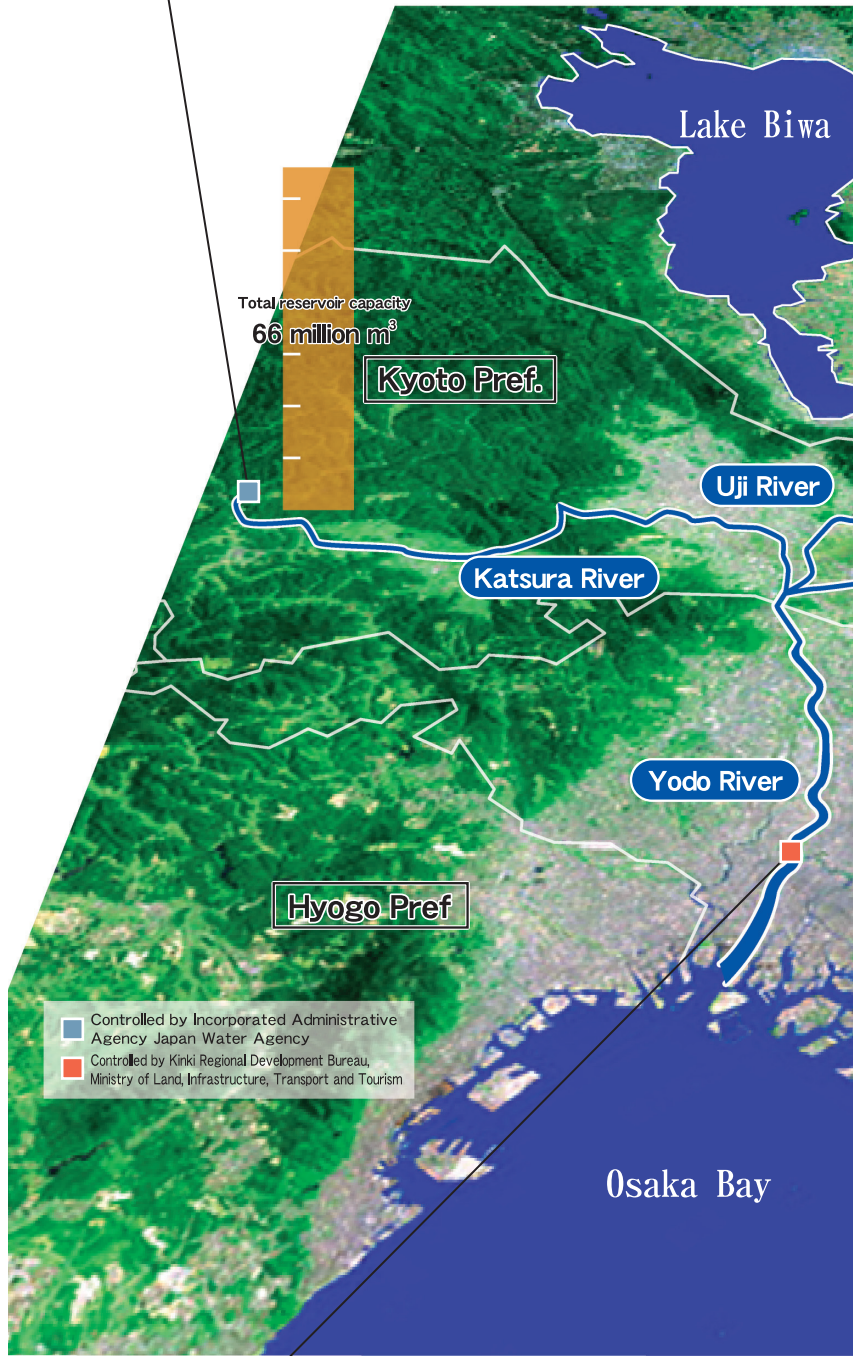 Lake Biwa
Total reservoir capacity
66 million m³
Kyoto Pref.
Uji River
Katsura River
Yodo River
Hyogo Pref
Controlled by Incorporated Administrative
Agency Japan Water Agency
Controlled by Kinki Regional Development Bureau,
Ministry of Land, Infrastructure, Transport and Tourism
Osaka Bay